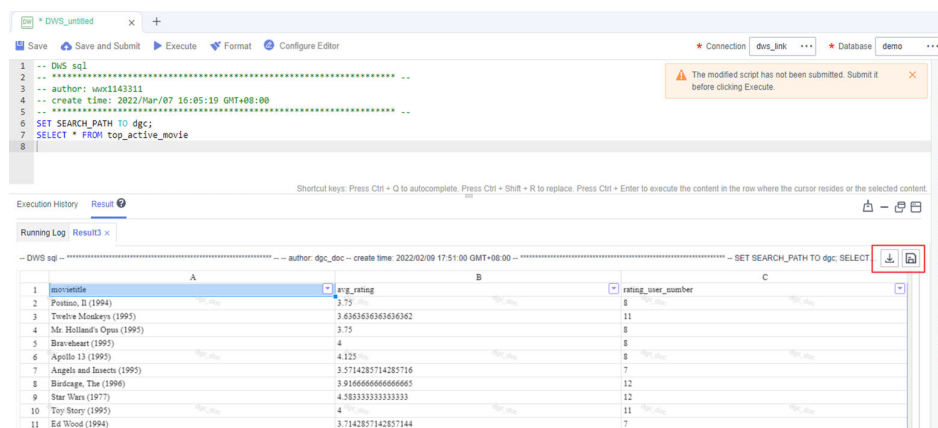 DW * DWS_untitled × +
Save Save and Submit Execute Format Configure Editor * Connection dws_link ··· * Database demo ···
1 -- DWS sql
2 -- ******************************************************************* --
3 -- author: wwx1143311
4 -- create time: 2022/Mar/07 16:05:19 GMT+08:00
5 -- ******************************************************************* --
6 SET SEARCH_PATH TO dgc;
7 SELECT * FROM top_active_movie
8
The modified script has not been submitted. Submit it
before clicking Execute.
Shortcut keys: Press Ctrl + Q to autocomplete. Press Ctrl + Shift + R to replace. Press Ctrl + Enter to execute the content in the row where the cursor resides or the selected content.
Execution History Result ?
Running Log Result3 ×
-- DWS sql -- ******************************************************************* -- -- author: dgc_doc -- create time: 2022/02/09 17:51:00 GMT+08:00 -- ******************************************************************* -- SET SEARCH_PATH TO dgc; SELECT...
A B C
1 movietitle avg_rating rating_user_number
2 Postino, Il (1994) 3.75 8
3 Twelve Monkeys (1995) 3.6363636363636362 11
4 Mr. Holland's Opus (1995) 3.75 8
5 Braveheart (1995) 4 8
6 Apollo 13 (1995) 4.125 8
7 Angels and Insects (1995) 3.5714285714285716 7
8 Birdcage, The (1996) 3.9166666666666665 12
9 Star Wars (1977) 4.583333333333333 12
10 Toy Story (1995) 4 11
11 Ed Wood (1994) 3.7142857142857144 7